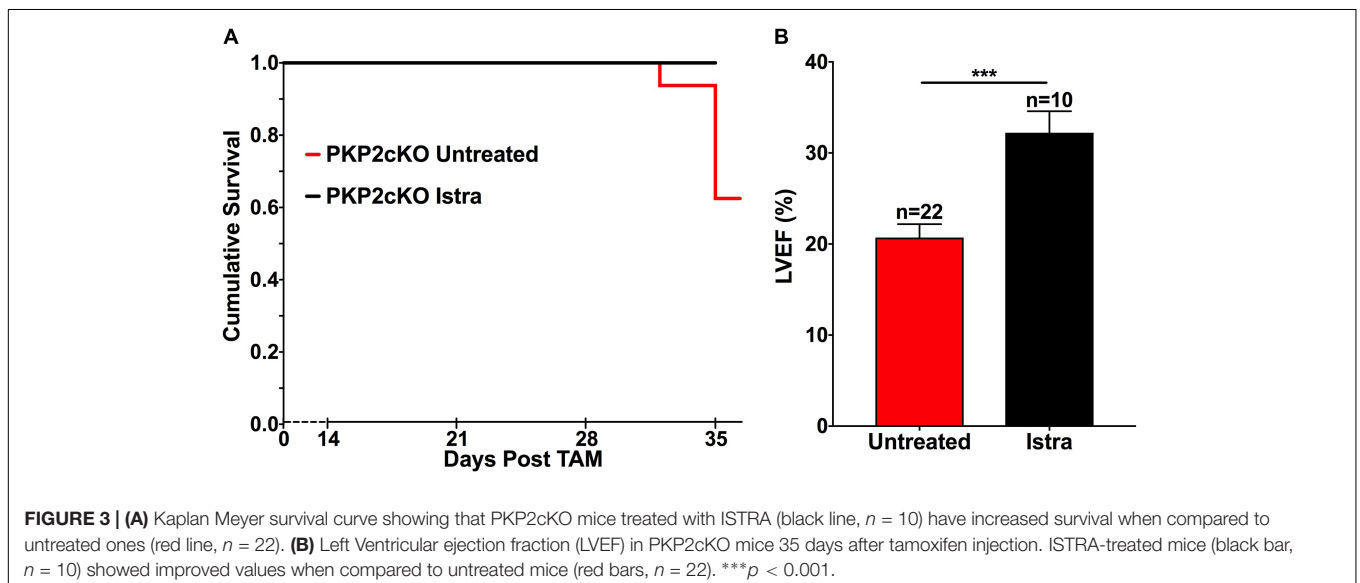 A
1.0
0.8
0.6
0.4
0.2
0.0
Cumulative Survival
PKP2cKO Untreated
PKP2cKO Istra
0 14 21 28 35
Days Post TAM
B
40
30
20
10
0
LVEF (%)
***
n=22
n=10
Untreated Istra
FIGURE 3 | (A) Kaplan Meyer survival curve showing that PKP2cKO mice treated with ISTRA (black line, n = 10) have increased survival when compared to
untreated ones (red line, n = 22). (B) Left Ventricular ejection fraction (LVEF) in PKP2cKO mice 35 days after tamoxifen injection. ISTRA-treated mice (black bar,
n = 10) showed improved values when compared to untreated mice (red bars, n = 22). ***p < 0.001.